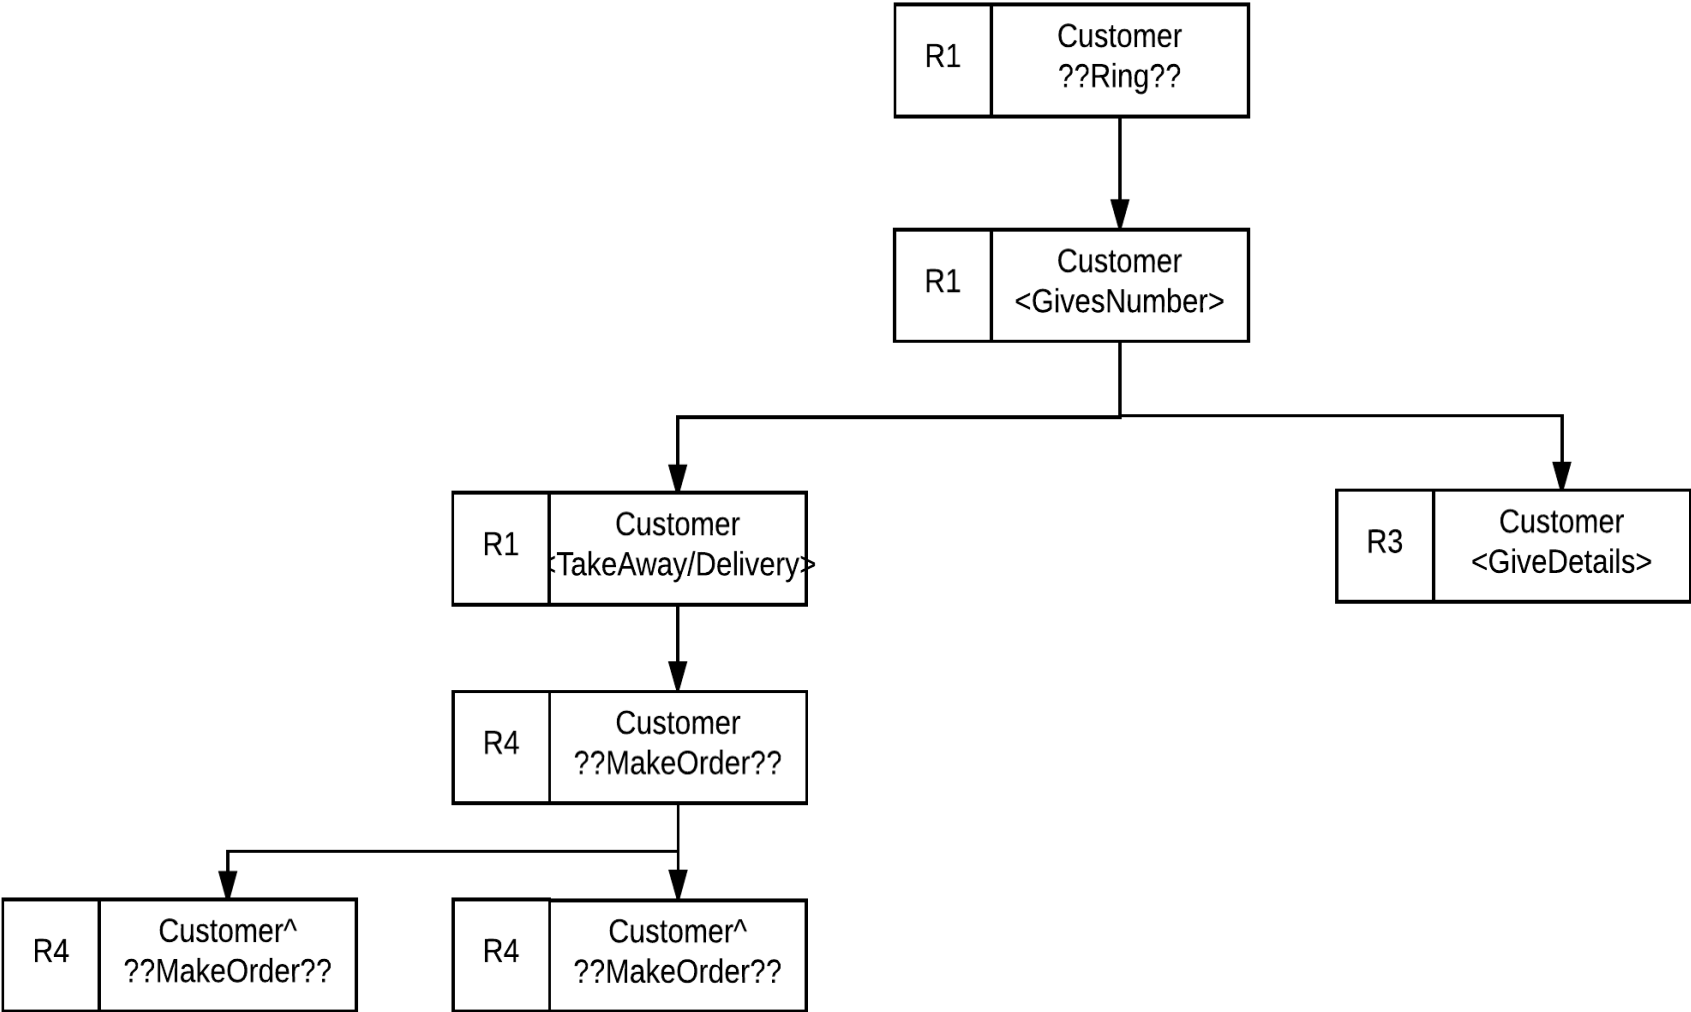 R1
Customer
??Ring??
R1
Customer
<GivesNumber>
R1
Customer
<TakeAway/Delivery>
R3
Customer
<GiveDetails>
R4
Customer
??MakeOrder??
R4
Customer^
??MakeOrder??
R4
Customer^
??MakeOrder??